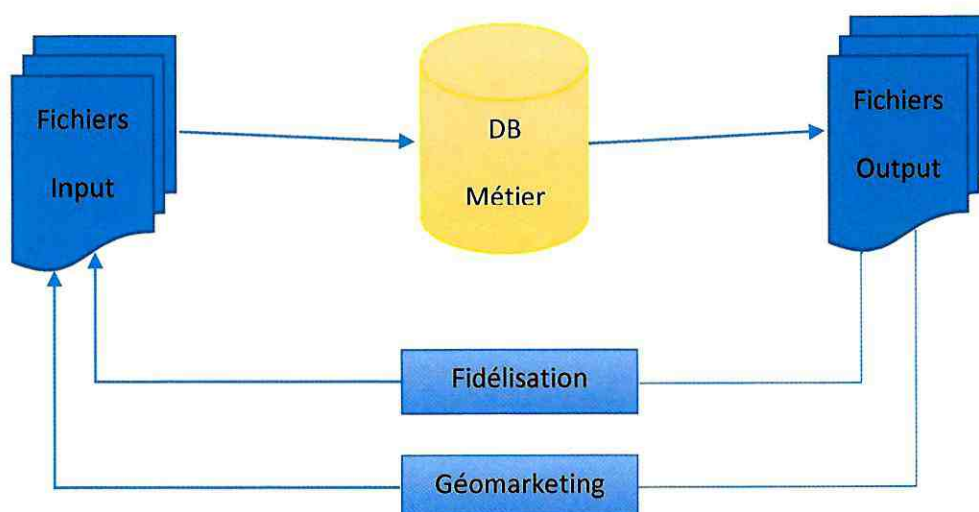 Fichiers
Input
DB
Métier
Fichiers
Output
Fidélisation
Géomarketing